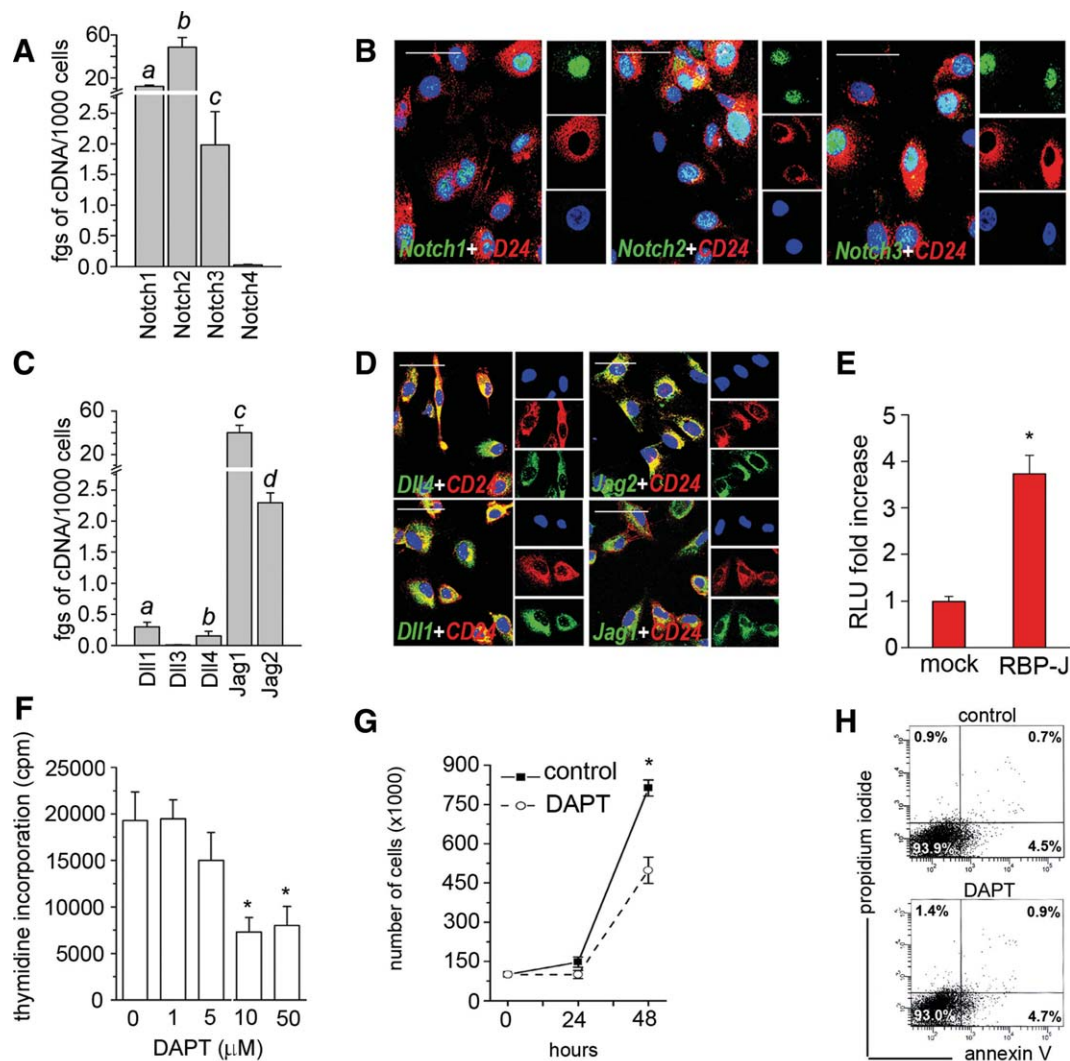 A
fgs of cDNA/1000 cells
60
40
20
2.5
2.0
1.5
1.0
0.5
0.0
a
b
c
Notch1
Notch2
Notch3
Notch4
B
Notch1+CD24
Notch2+CD24
Notch3+CD24
C
fgs of cDNA/1000 cells
60
40
20
2.5
2.0
1.5
1.0
0.5
0.0
a
b
c
d
Dll1
Dll3
Dll4
Jag1
Jag2
D
Dll4+CD24
Jag2+CD24
Dll1+CD24
Jag1+CD24
E
RLU fold increase
5
4
3
2
1
0
*
mock
RBP-J
F
thymidine incorporation (cpm)
25000
20000
15000
10000
5000
0
* *
0 1 5 10 50
DAPT (μM)
G
number of cells (x1000)
900
750
600
450
300
150
0
control
DAPT
*
0 24 48
hours
H
control
0.9% 0.7%
93.9% 4.5%
DAPT
1.4% 0.9%
93.0% 4.7%
propidium iodide
annexin V